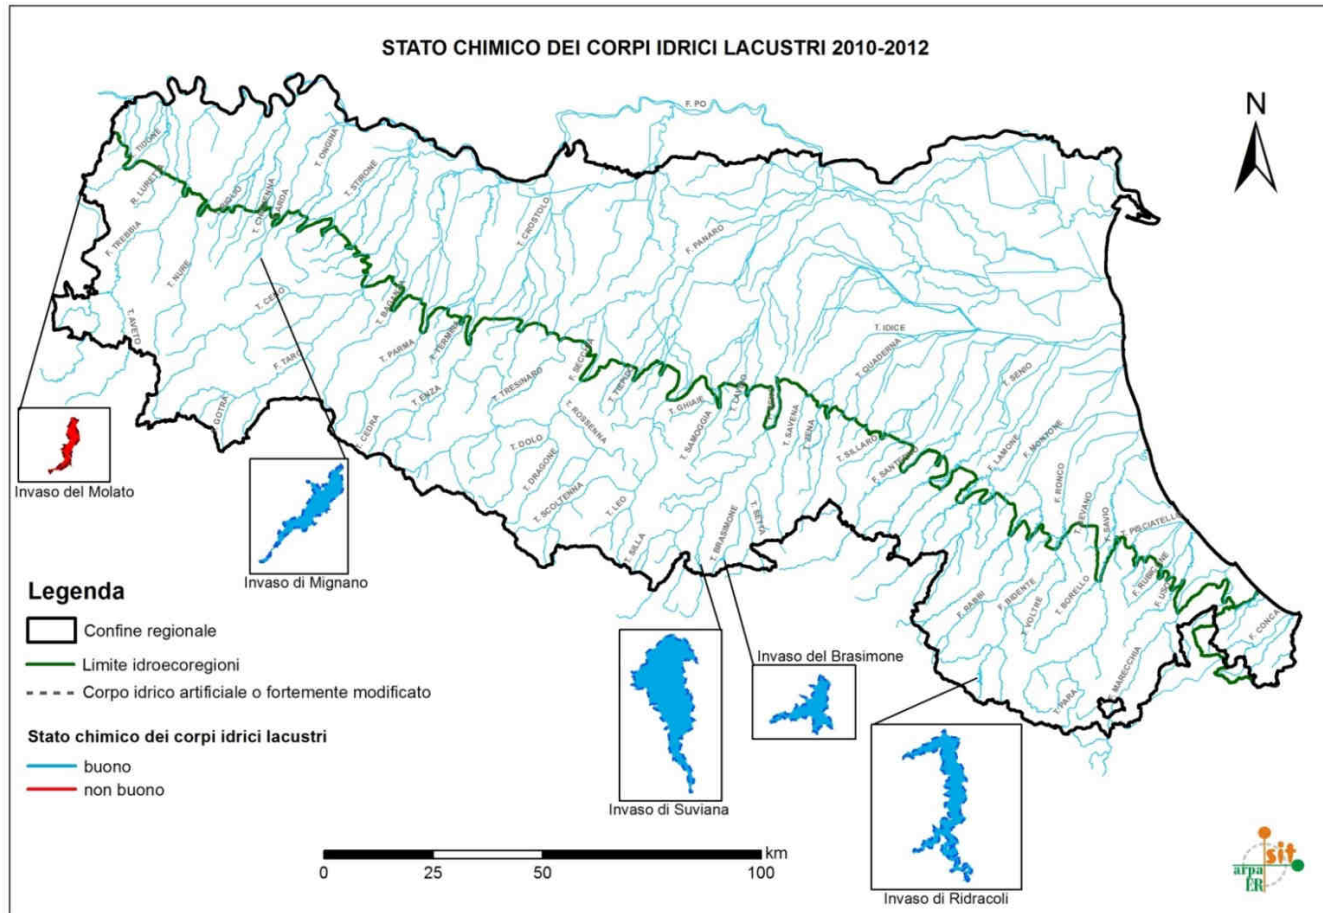 STATO CHIMICO DEI CORPI IDRICI LACUSTRI 2010-2012
N
F. PO
TIDONE
R. LURETTA
T. ONGINA
T. STIRONE
T. CROSTOLO
F. PANARO
F. TREBBIA
T. NURE
T. CENO
T. AVETO
F. TARO
GOTRA
T. PARMA
T. ENZA
T. CEDRA
T. TRESINARO
F. SECCHIA
T. TIEPIDO
T. GHIAIE
T. SAMOGGIA
T. SAVENA
T. IDICE
T. QUADERNA
T. SENIO
T. SILLARO
F. SANTERNO
F. LAMONE
F. MONTONE
F. RONCO
T. BEVANO
F. SAVIO
T. PISCIATELLO
T. ROSSENNA
T. DOLO
T. DRAGONE
T. SCOLTENNA
T. LEO
T. SILLA
T. BRASIMONE
T. SETTA
F. RABBI
F. BIDENTE
T. VOLTRE
T. BORELLO
F. RUBICONE
F. USO
F. CONCA
F. MARECCHIA
T. PARA
Invaso del Molato
Invaso di Mignano
Invaso di Suviana
Invaso del Brasimone
Invaso di Ridracoli
Legenda
Confine regionale
Limite idroecoregioni
Corpo idrico artificiale o fortemente modificato
Stato chimico dei corpi idrici lacustri
buono
non buono
km
0 25 50 100
sit
arpa
ER